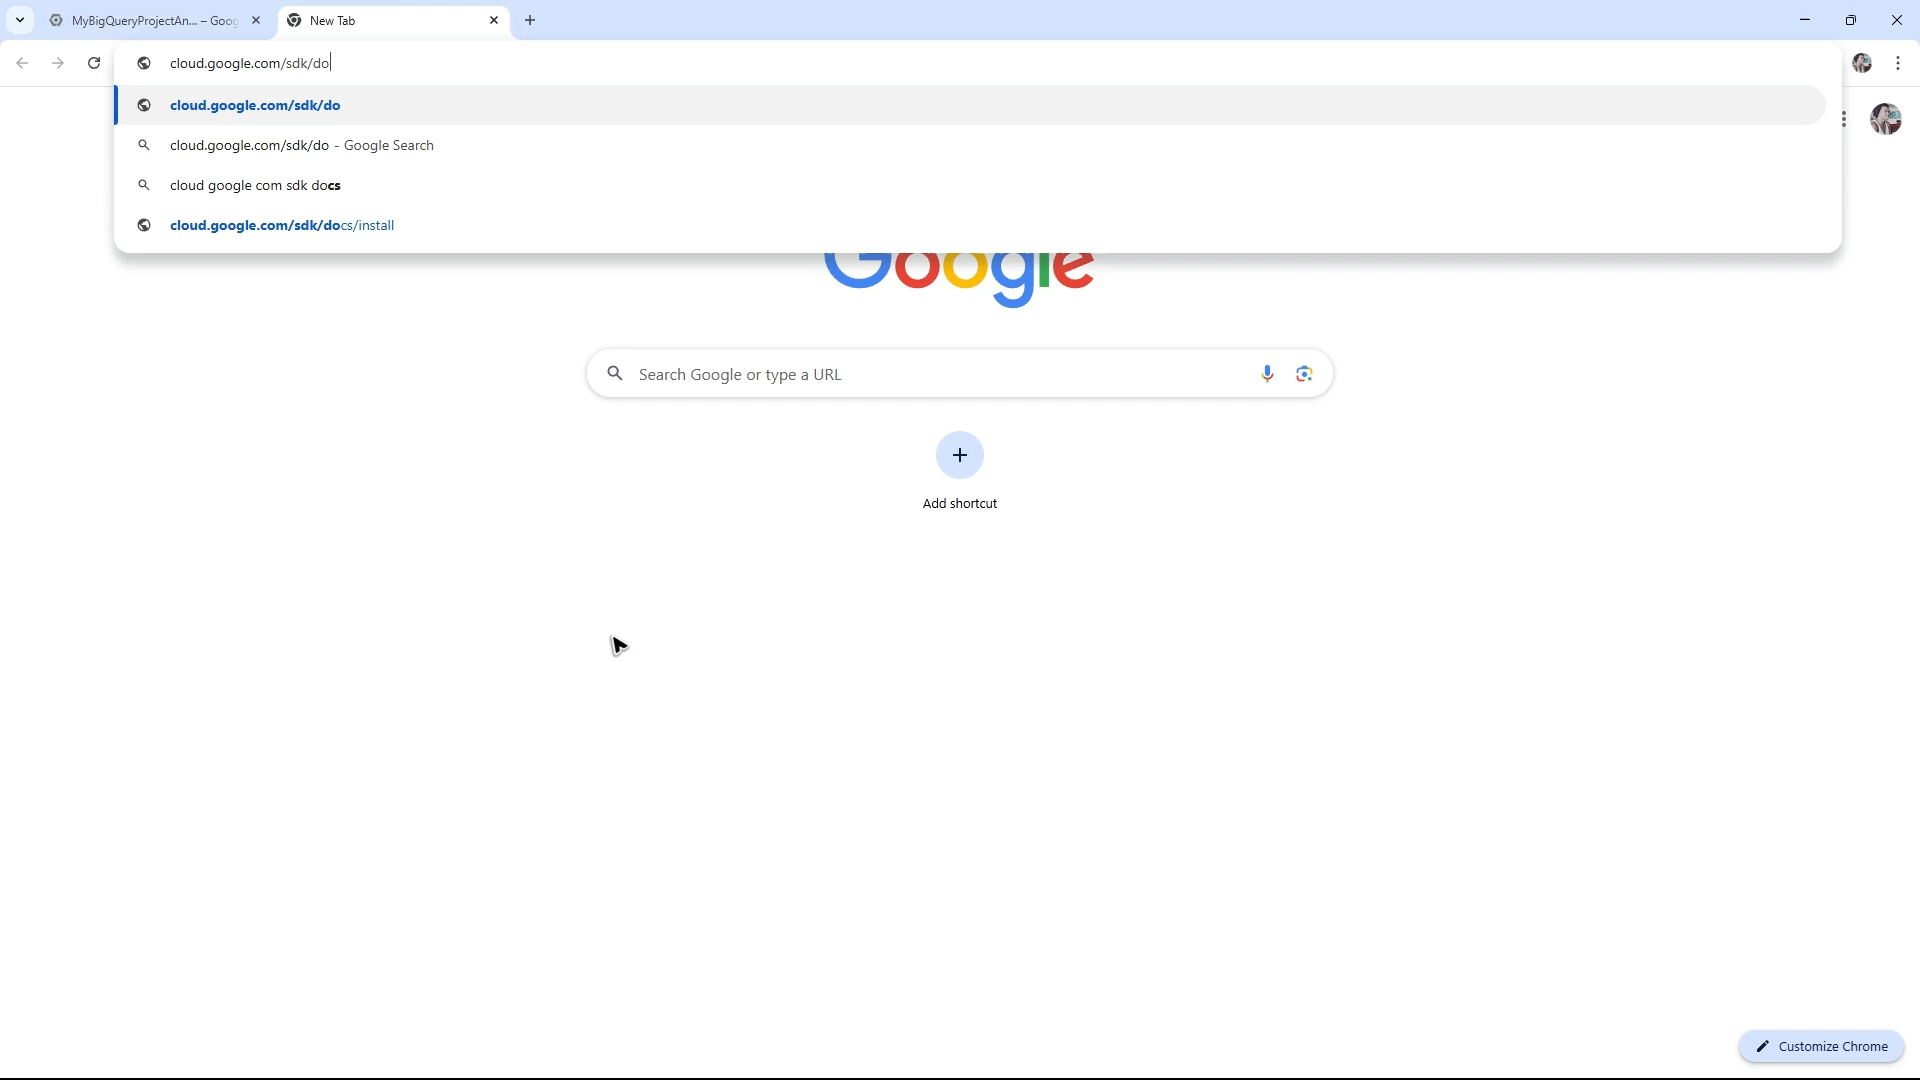 MyBigQueryProjectAn... – Goog
New Tab
cloud.google.com/sdk/do
cloud.google.com/sdk/do
cloud.google.com/sdk/do - Google Search
cloud google com sdk docs
cloud.google.com/sdk/docs/install
Google
Search Google or type a URL
Add shortcut
Customize Chrome